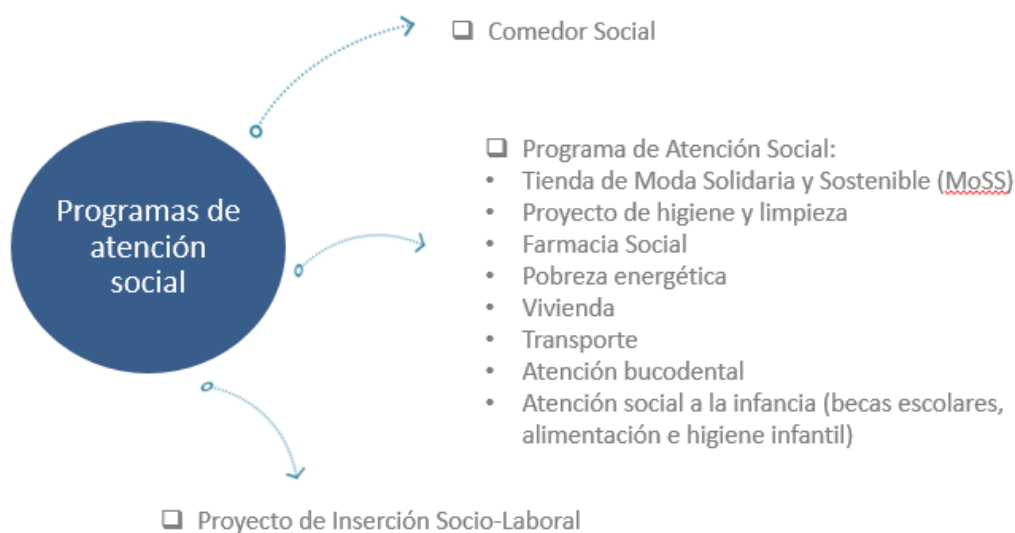 ❑ Comedor Social
Programas de
atención
social
❑ Programa de Atención Social:
• Tienda de Moda Solidaria y Sostenible (MoSS)
• Proyecto de higiene y limpieza
• Farmacia Social
• Pobreza energética
• Vivienda
• Transporte
• Atención bucodental
• Atención social a la infancia (becas escolares,
alimentación e higiene infantil)
❑ Proyecto de Inserción Socio-Laboral